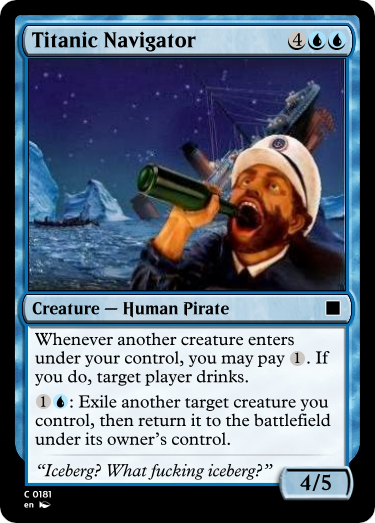 Titanic Navigator 4
Creature — Human Pirate
Whenever another creature enters
under your control, you may pay 1. If
you do, target player drinks.
1 : Exile another target creature you
control, then return it to the battlefield
under its owner's control.
"Iceberg? What fucking iceberg?"
4/5
C 0181
en